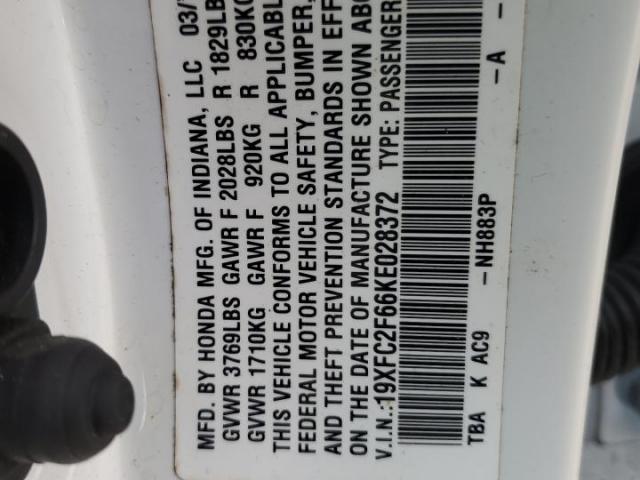 MFD. BY HONDA MFG. OF INDIANA, LLC 03/
GVWR 3769LBS GAWR F 2028LBS R 1829LB
GVWR 1710KG GAWR F 920KG R 830KG
THIS VEHICLE CONFORMS TO ALL APPLICABL
FEDERAL MOTOR VEHICLE SAFETY, BUMPER,
AND THEFT PREVENTION STANDARDS IN EFF
ON THE DATE OF MANUFACTURE SHOWN ABO
V.I.N.:19XFC2F66KE028372 TYPE: PASSENGER
-NH883P -A-
TBA K AC9